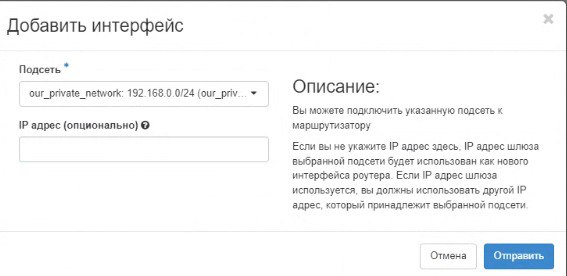 Добавить интерфейс
×
Подсеть *
our_private_network: 192.168.0.0/24 (our_priv...
IP адрес (опционально)
Описание:
Вы можете подключить указанную подсеть к
маршрутизатору
Если вы не укажите IP адрес здесь, IP адрес шлюза
выбранной подсети будет использован как нового
интерфейса роутера. Если IP адрес шлюза
используется, вы должны использовать другой IP
адрес, который принадлежит выбранной подсети.
Отмена
Отправить